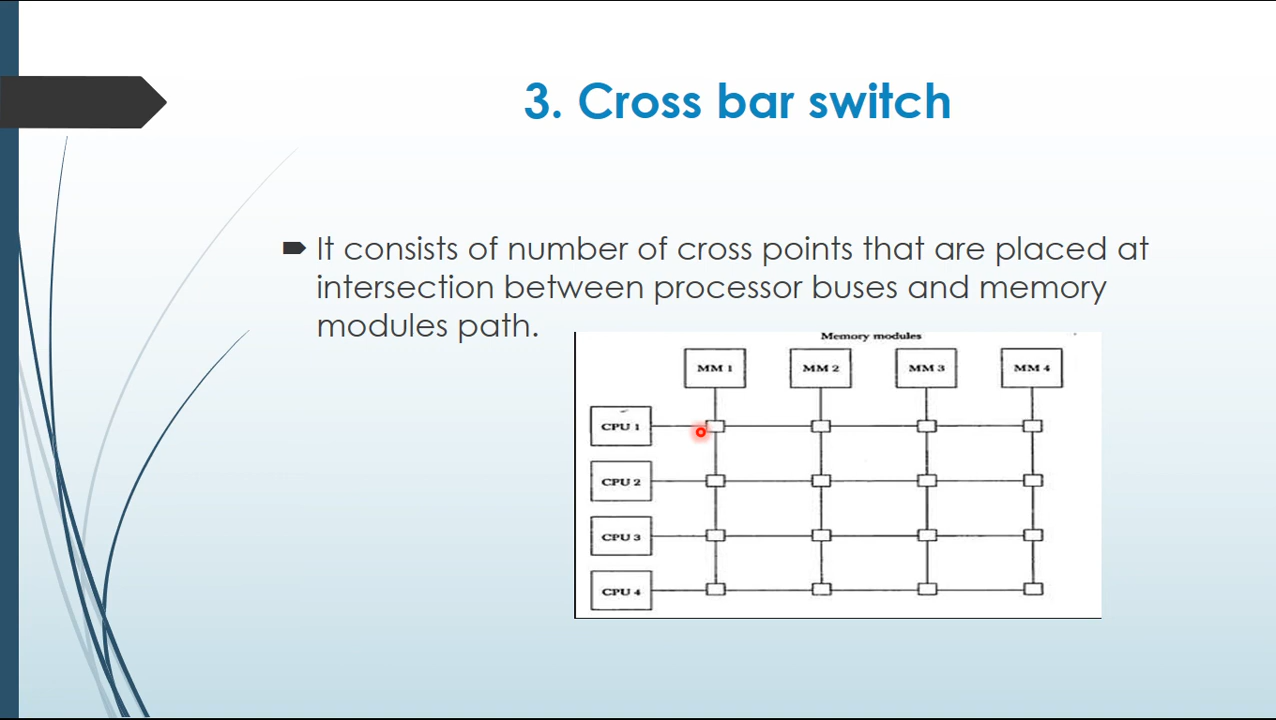 3. Cross bar switch
It consists of number of cross points that are placed at
intersection between processor buses and memory
modules path.
Memory modules
MM 1 MM 2 MM 3 MM 4
CPU 1
CPU 2
CPU 3
CPU 4